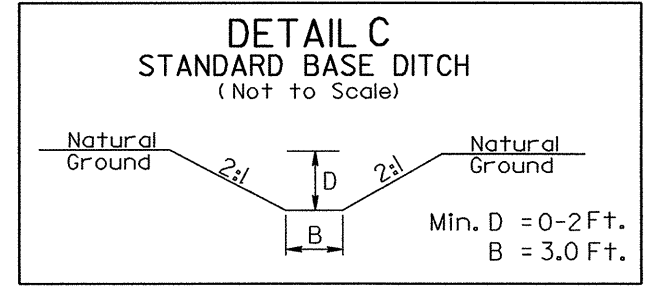 DETAIL C
STANDARD BASE DITCH
(Not to Scale)
Natural
Ground
2:1
D
2:1
Natural
Ground
B
Min. D = 0-2 Ft.
B = 3.0 Ft.